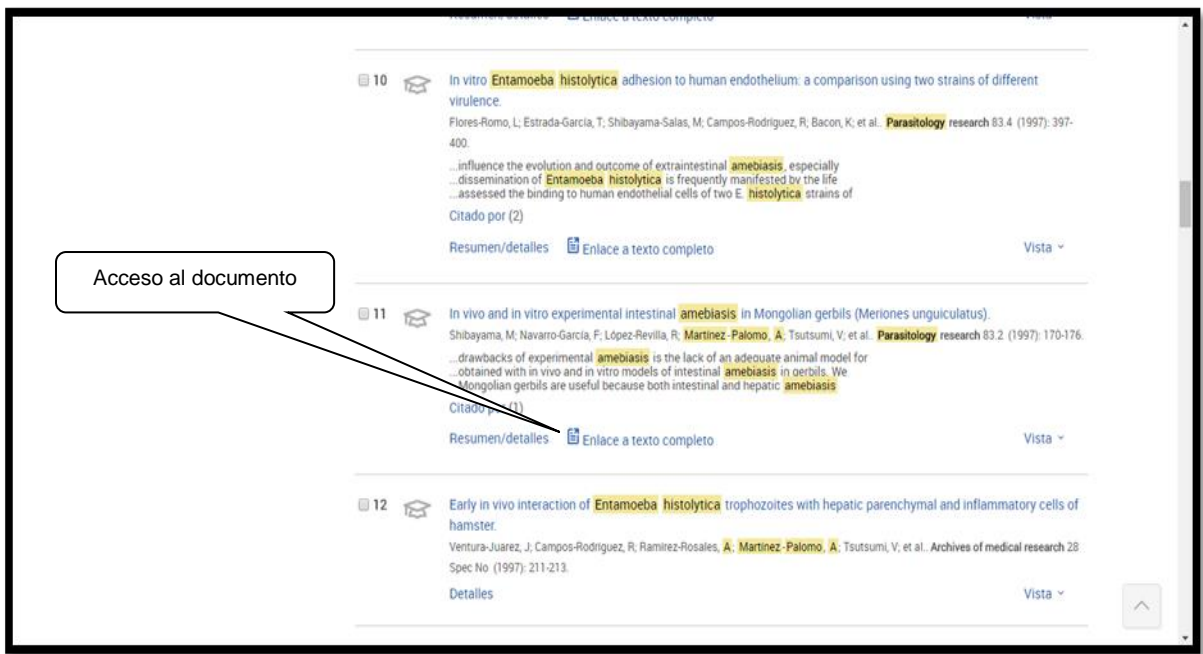 Resumen/detalles Enlace a texto completo Vista
10 In vitro Entamoeba histolytica adhesion to human endothelium: a comparison using two strains of different
virulence.
Flores-Romo, L; Estrada-García, T; Shibayama-Salas, M; Campos-Rodríguez, R; Bacon, K; et al.. Parasitology research 83.4 (1997): 397-
400.
...influence the evolution and outcome of extraintestinal amebiasis, especially
...dissemination of Entamoeba histolytica is frequently manifested by the life
...assessed the binding to human endothelial cells of two E. histolytica strains of
Citado por (2)
Resumen/detalles Enlace a texto completo Vista
Acceso al documento
11 In vivo and in vitro experimental intestinal amebiasis in Mongolian gerbils (Meriones unguiculatus).
Shibayama, M; Navarro-García, F; López-Revilla, R; Martínez-Palomo, A; Tsutsumi, V; et al.. Parasitology research 83.2 (1997): 170-176.
...drawbacks of experimental amebiasis is the lack of an adequate animal model for
...obtained with in vivo and in vitro models of intestinal amebiasis in gerbils. We
...Mongolian gerbils are useful because both intestinal and hepatic amebiasis
Citado por (1)
Resumen/detalles Enlace a texto completo Vista
12 Early in vivo interaction of Entamoeba histolytica trophozoites with hepatic parenchymal and inflammatory cells of
hamster.
Ventura-Juarez, J; Campos-Rodriguez, R; Ramirez-Rosales, A; Martinez-Palomo, A; Tsutsumi, V; et al.. Archives of medical research 28
Spec No (1997): 211-213.
Detalles Vista